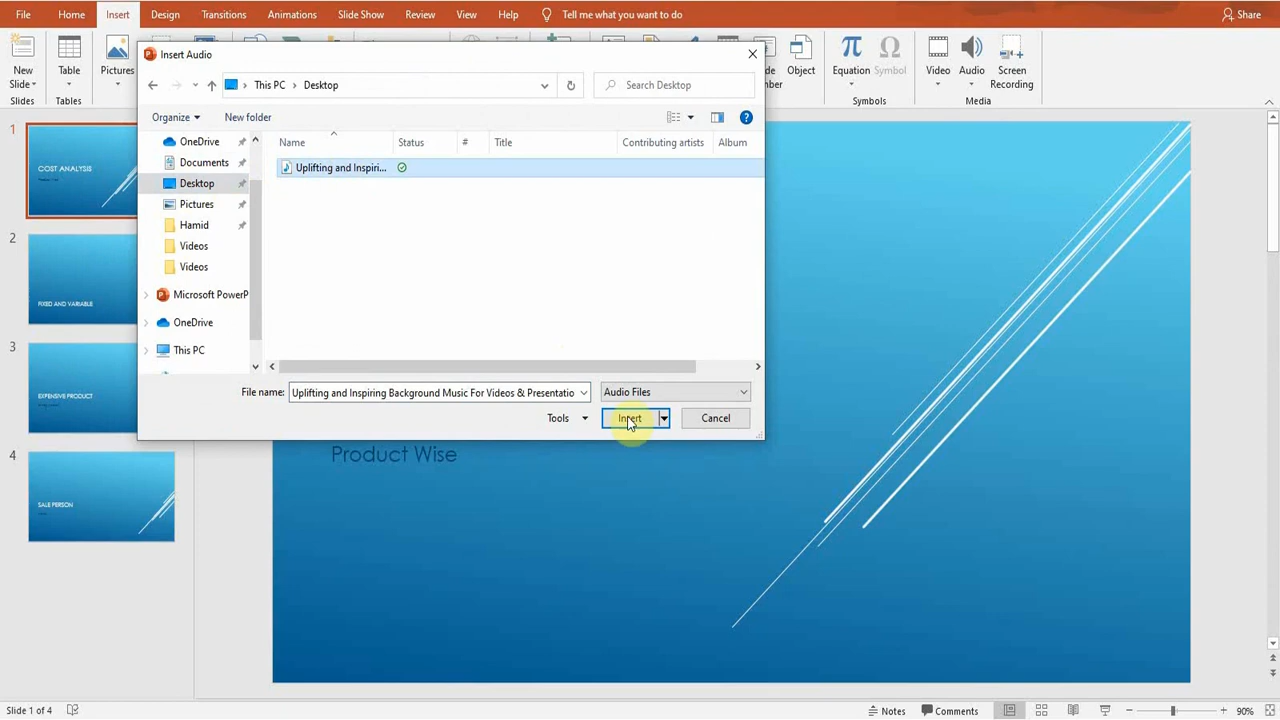 File Home Insert Design Transitions Animations Slide Show Review View Help Tell me what you want to do Share
New Slide
Slides
Table
Tables
Pictures
Object
Equation
Symbol
Symbols
Video
Audio
Screen Recording
Media
Insert Audio
This PC Desktop
Search Desktop
Organize New folder
Name Status # Title Contributing artists Album
Uplifting and Inspiri...
OneDrive
Documents
Desktop
Pictures
Hamid
Videos
Videos
Microsoft PowerP
OneDrive
This PC
File name: Uplifting and Inspiring Background Music For Videos & Presentatio Audio Files
Tools Insert Cancel
1
COST ANALYSIS
2
FIXED AND VARIABLE
3
EXPENSIVE PRODUCT
4
SALE PERSON
Product Wise
Slide 1 of 4 Notes Comments 90%